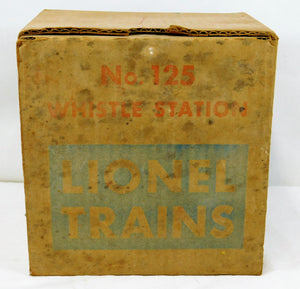 No. 125
WHISTLE STATION
LIONEL
TRAINS